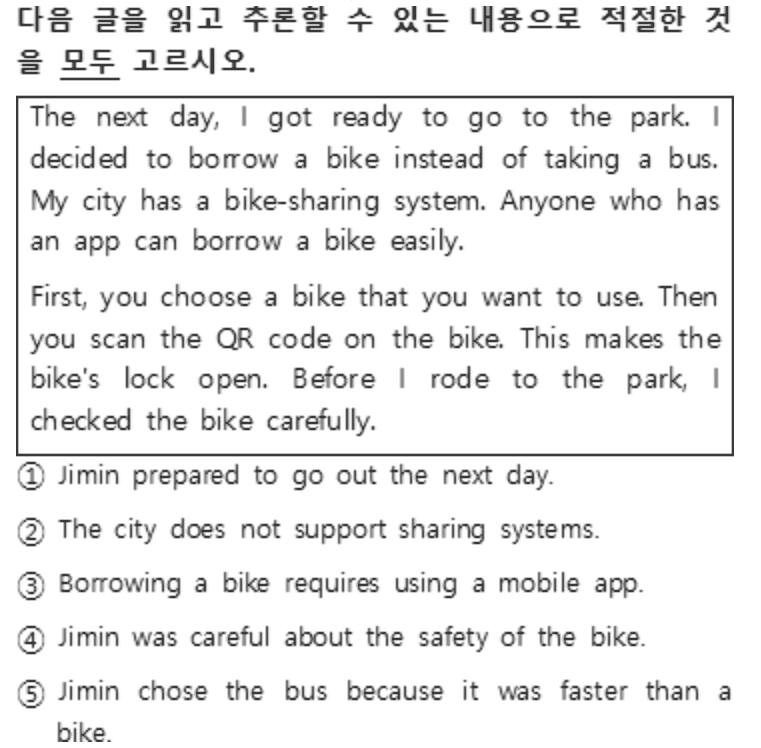 다음 글을 읽고 추론할 수 있는 내용으로 적절한 것
을 모두 고르시오.
The next day, I got ready to go to the park. I
decided to borrow a bike instead of taking a bus.
My city has a bike-sharing system. Anyone who has
an app can borrow a bike easily.
First, you choose a bike that you want to use. Then
you scan the QR code on the bike. This makes the
bike's lock open. Before I rode to the park, I
checked the bike carefully.
① Jimin prepared to go out the next day.
② The city does not support sharing systems.
③ Borrowing a bike requires using a mobile app.
④ Jimin was careful about the safety of the bike.
⑤ Jimin chose the bus because it was faster than a
bike.